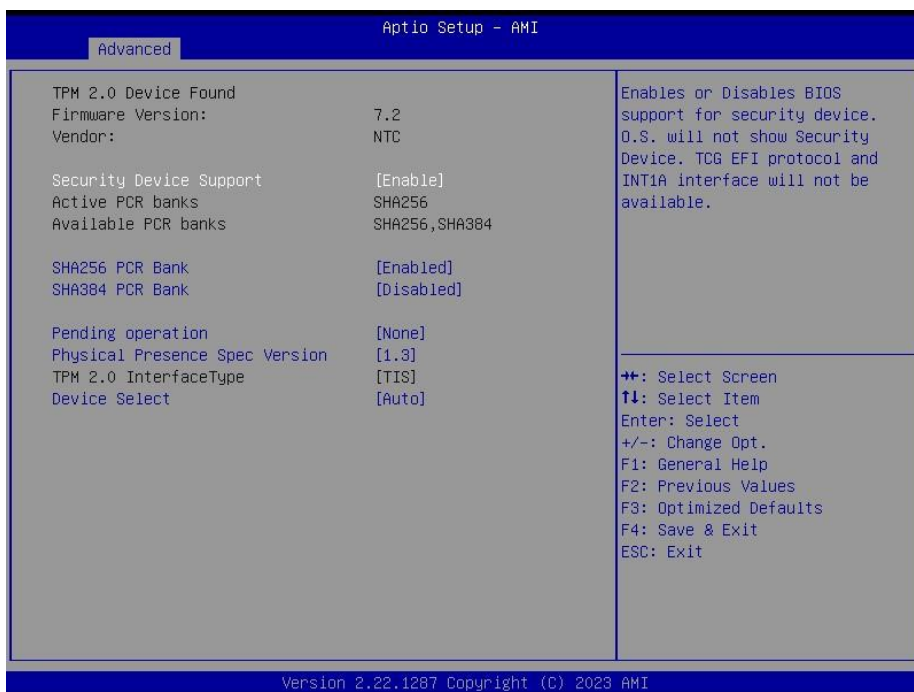 Aptio Setup - AMI
Advanced
TPM 2.0 Device Found
Firmware Version: 7.2
Vendor: NTC
Security Device Support [Enable]
Active PCR banks SHA256
Available PCR banks SHA256,SHA384
SHA256 PCR Bank [Enabled]
SHA384 PCR Bank [Disabled]
Pending operation [None]
Physical Presence Spec Version [1.3]
TPM 2.0 InterfaceType [TIS]
Device Select [Auto]
Enables or Disables BIOS
support for security device.
O.S. will not show Security
Device. TCG EFI protocol and
INT1A interface will not be
available.
→←: Select Screen
↑↓: Select Item
Enter: Select
+/-: Change Opt.
F1: General Help
F2: Previous Values
F3: Optimized Defaults
F4: Save & Exit
ESC: Exit
Version 2.22.1287 Copyright (C) 2023 AMI